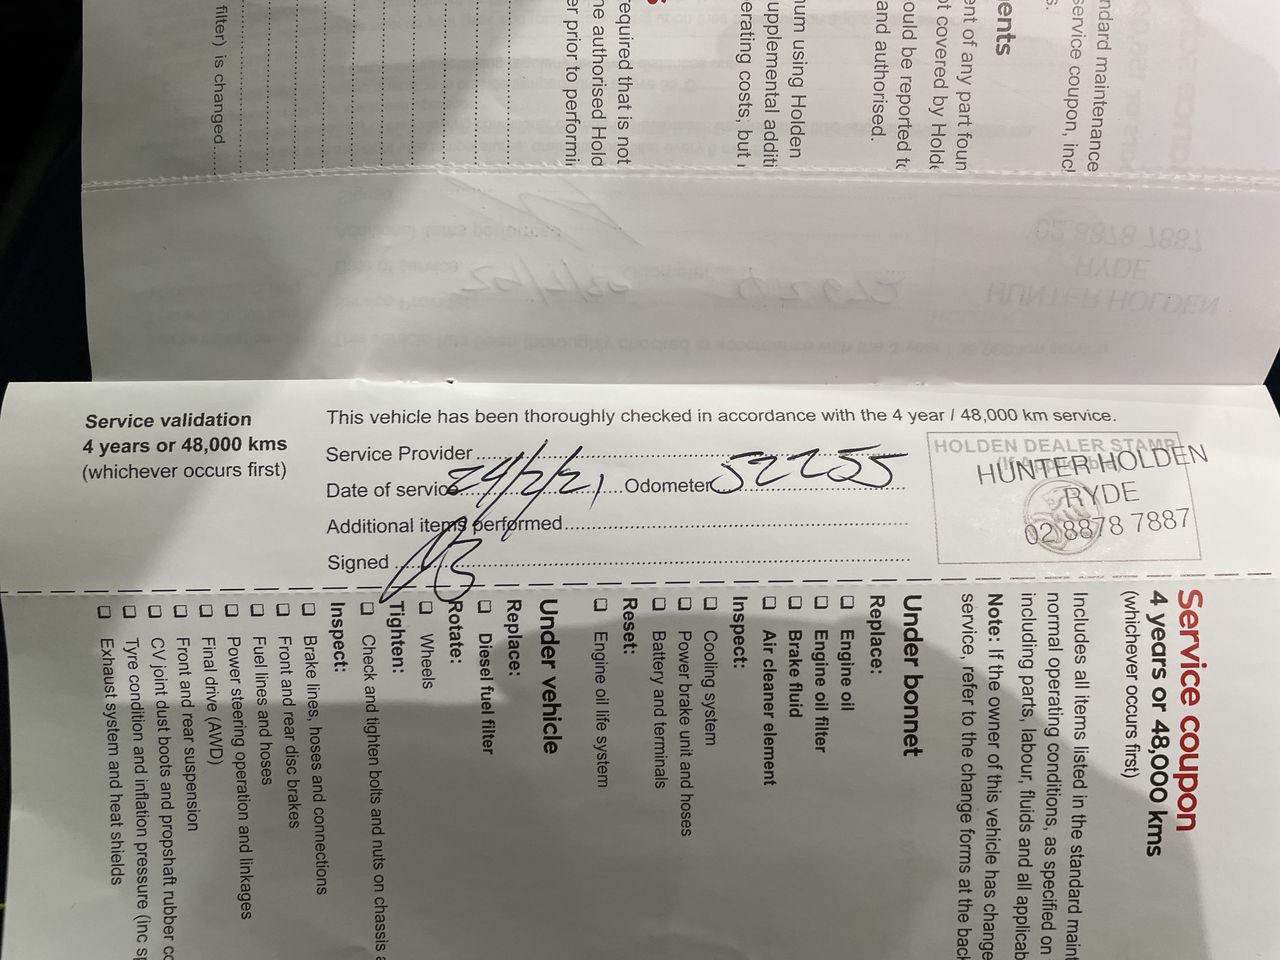 Service validation
4 years or 48,000 kms
(whichever occurs first)
This vehicle has been thoroughly checked in accordance with the 4 year / 48,000 km service.
Service Provider
Date of service 24/2/21 Odometer 52255
Additional items performed
Signed
HOLDEN DEALER STAMP
HUNTER HOLDEN
RYDE
02 8878 7887
Service coupon
4 years or 48,000 kms
(whichever occurs first)
Includes all items listed in the standard maint
normal operating conditions, as specified on
including parts, labour, fluids and all applicab
Note: If the owner of this vehicle has change
service, refer to the change forms at the back
Under bonnet
Replace:
Engine oil
Engine oil filter
Brake fluid
Air cleaner element
Inspect:
Cooling system
Power brake unit and hoses
Battery and terminals
Reset:
Engine oil life system
Under vehicle
Replace:
Diesel fuel filter
Rotate:
Wheels
Tighten:
Check and tighten bolts and nuts on chassis a
Inspect:
Brake lines, hoses and connections
Front and rear disc brakes
Fuel lines and hoses
Power steering operation and linkages
Final drive (AWD)
Front and rear suspension
CV joint dust boots and propshaft rubber co
Tyre condition and inflation pressure (inc sp
Exhaust system and heat shields
ndard maintenance
service coupon, incl
s.
ents
ent of any part foun
ot covered by Holde
ould be reported to
and authorised.
num using Holden
upplemental additi
erating costs, but
required that is not
he authorised Hold
er prior to performi
filter) is changed